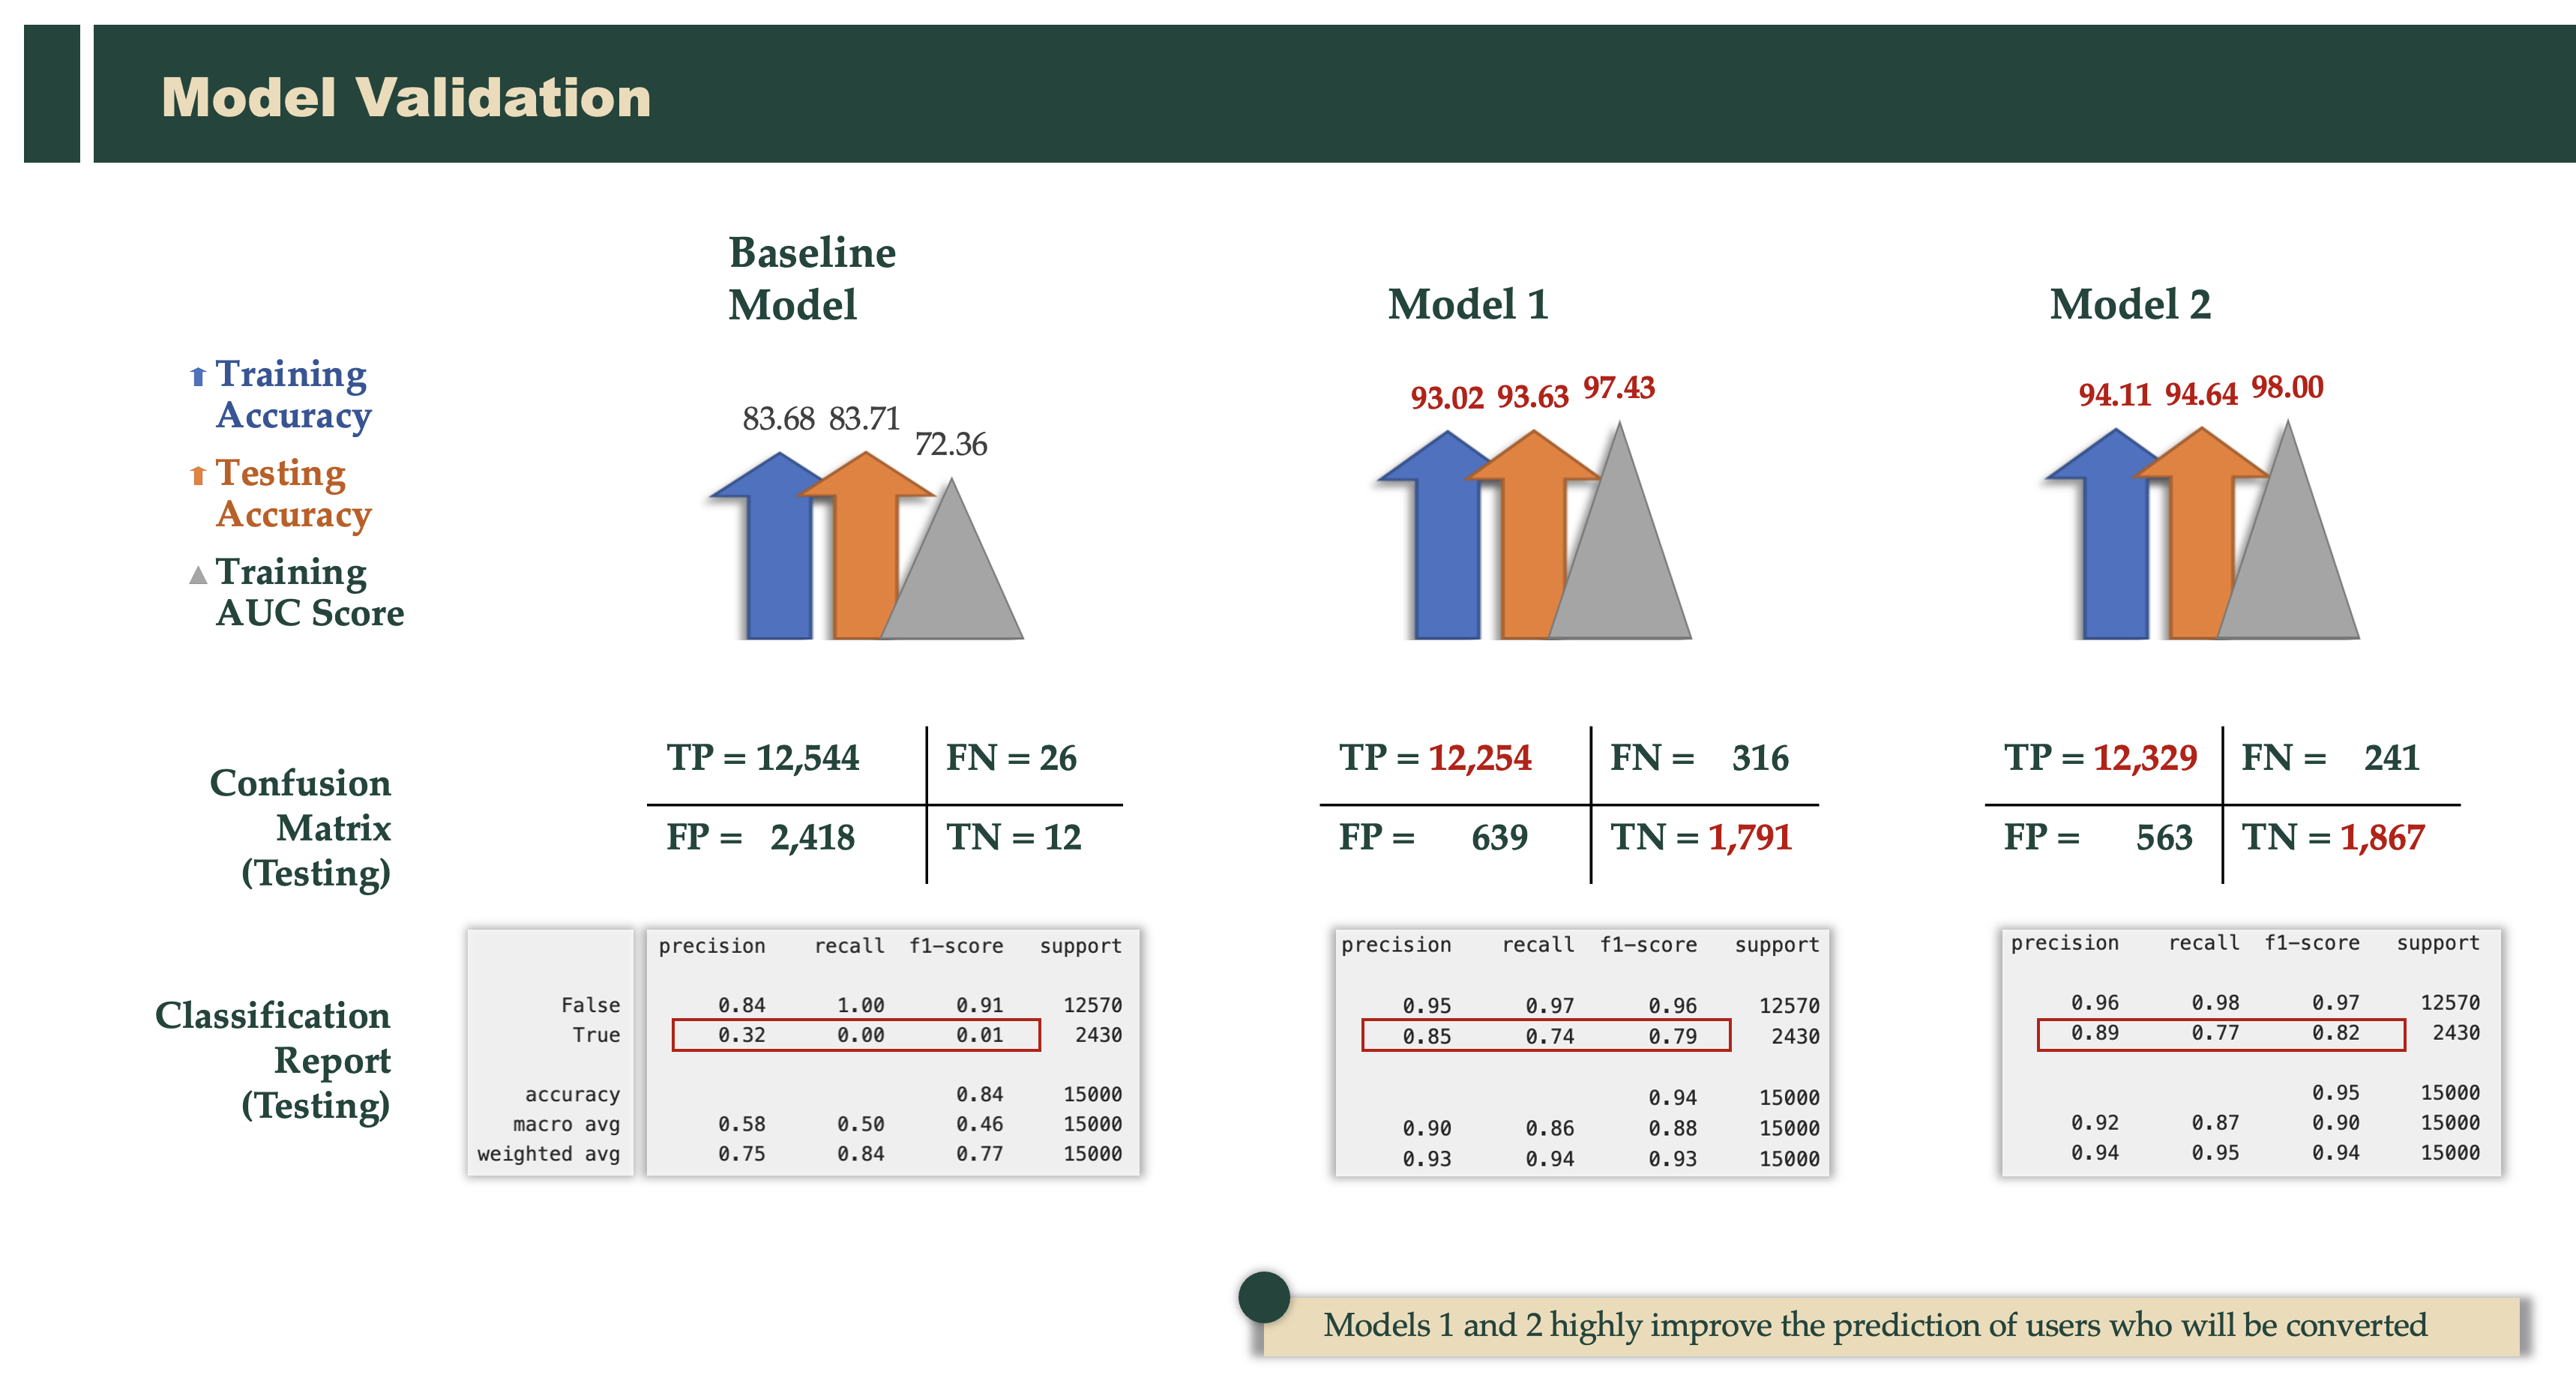 Model Validation
Baseline
Model
Model 1
Model 2
Training
Accuracy
Testing
Accuracy
Training
AUC Score
83.68 83.71 72.36
93.02 93.63 97.43
94.11 94.64 98.00
Confusion
Matrix
(Testing)
TP = 12,544 FN = 26
FP = 2,418 TN = 12
TP = 12,254 FN = 316
FP = 639 TN = 1,791
TP = 12,329 FN = 241
FP = 563 TN = 1,867
Classification
Report
(Testing)
precision recall f1-score support
False 0.84 1.00 0.91 12570
True 0.32 0.00 0.01 2430
accuracy 0.84 15000
macro avg 0.58 0.50 0.46 15000
weighted avg 0.75 0.84 0.77 15000
precision recall f1-score support
0.95 0.97 0.96 12570
0.85 0.74 0.79 2430
0.94 15000
0.90 0.86 0.88 15000
0.93 0.94 0.93 15000
precision recall f1-score support
0.96 0.98 0.97 12570
0.89 0.77 0.82 2430
0.95 15000
0.92 0.87 0.90 15000
0.94 0.95 0.94 15000
Models 1 and 2 highly improve the prediction of users who will be converted